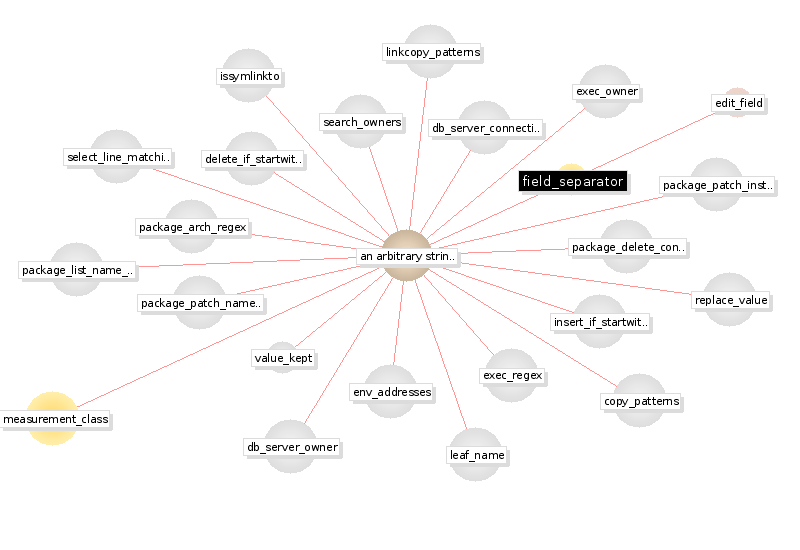 linkcopy_patterns
issymlinkto
exec_owner
edit_field
search_owners
db_server_connecti..
select_line_matchi..
delete_if_startwit..
field_separator
package_patch_inst..
package_arch_regex
package_delete_con..
an arbitrary strin..
package_list_name_..
package_patch_name..
replace_value
insert_if_startwit..
value_kept
exec_regex
env_addresses
copy_patterns
measurement_class
db_server_owner
leaf_name